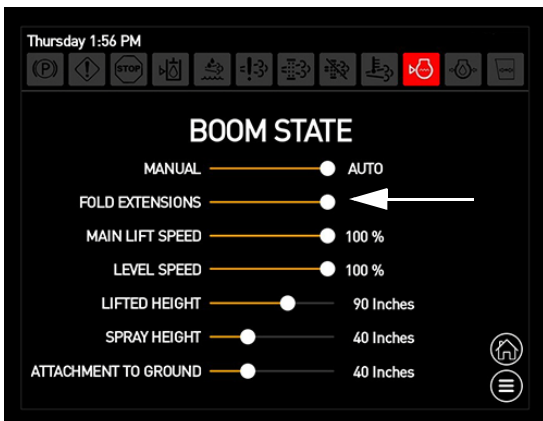 Thursday 1:56 PM
(P) STOP
BOOM STATE
MANUAL AUTO
FOLD EXTENSIONS
MAIN LIFT SPEED 100 %
LEVEL SPEED 100 %
LIFTED HEIGHT 90 Inches
SPRAY HEIGHT 40 Inches
ATTACHMENT TO GROUND 40 Inches